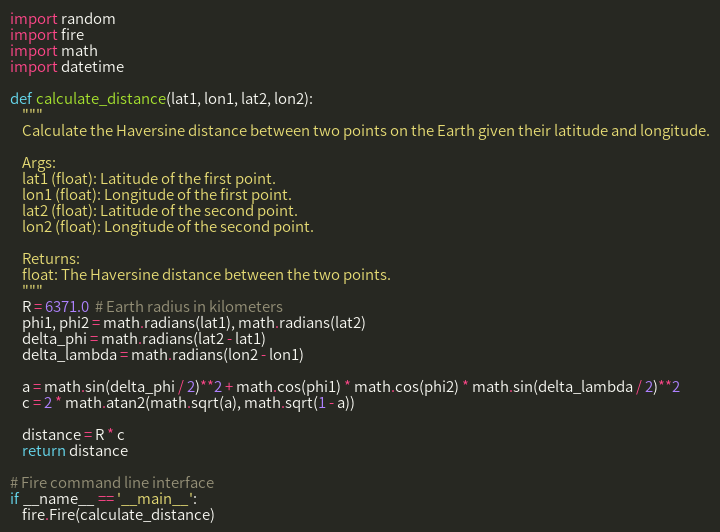 import random
import fire
import math
import datetime

def calculate_distance(lat1, lon1, lat2, lon2):
    """
    Calculate the Haversine distance between two points on the Earth given their latitude and longitude.

    Args:
    lat1 (float): Latitude of the first point.
    lon1 (float): Longitude of the first point.
    lat2 (float): Latitude of the second point.
    lon2 (float): Longitude of the second point.

    Returns:
    float: The Haversine distance between the two points.
    """
    R = 6371.0  # Earth radius in kilometers
    phi1, phi2 = math.radians(lat1), math.radians(lat2)
    delta_phi = math.radians(lat2 - lat1)
    delta_lambda = math.radians(lon2 - lon1)

    a = math.sin(delta_phi / 2)**2 + math.cos(phi1) * math.cos(phi2) * math.sin(delta_lambda / 2)**2
    c = 2 * math.atan2(math.sqrt(a), math.sqrt(1 - a))

    distance = R * c
    return distance

# Fire command line interface
if __name__ == '__main__':
    fire.Fire(calculate_distance)